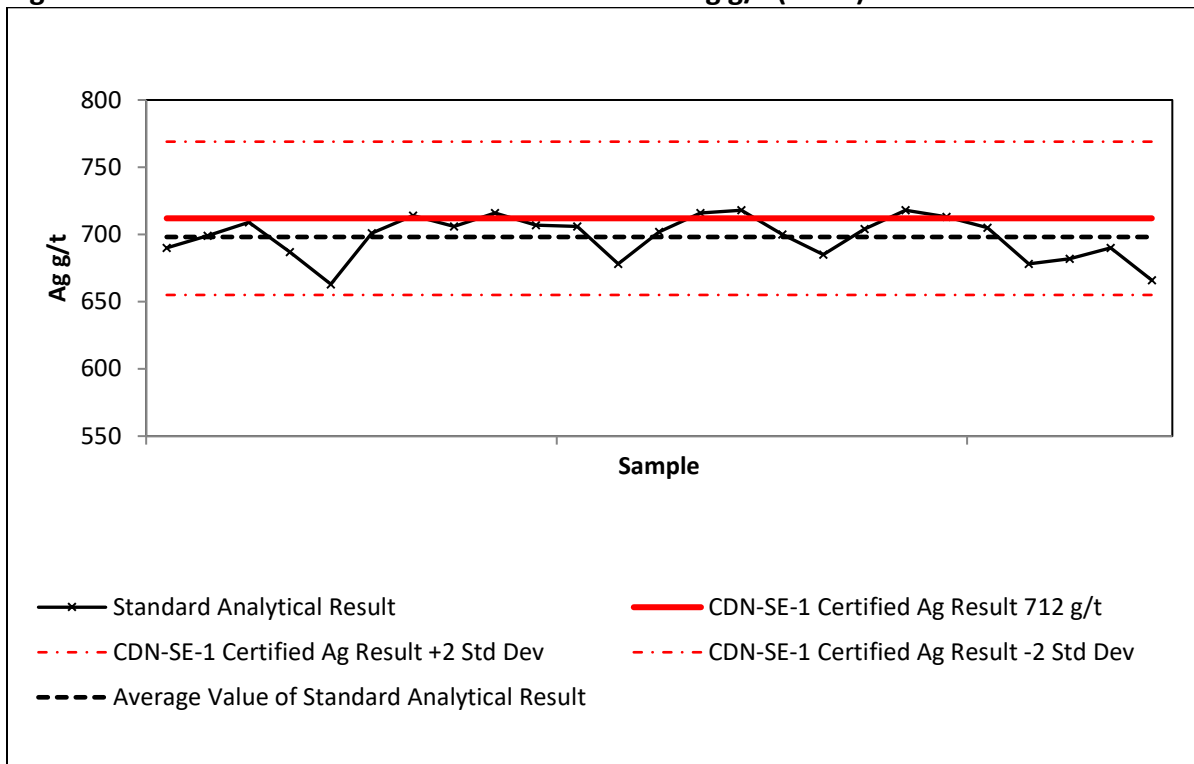 800
750
700
650
600
550
Ag g/t
Sample
Standard Analytical Result
CDN-SE-1 Certified Ag Result 712 g/t
CDN-SE-1 Certified Ag Result +2 Std Dev
CDN-SE-1 Certified Ag Result -2 Std Dev
Average Value of Standard Analytical Result